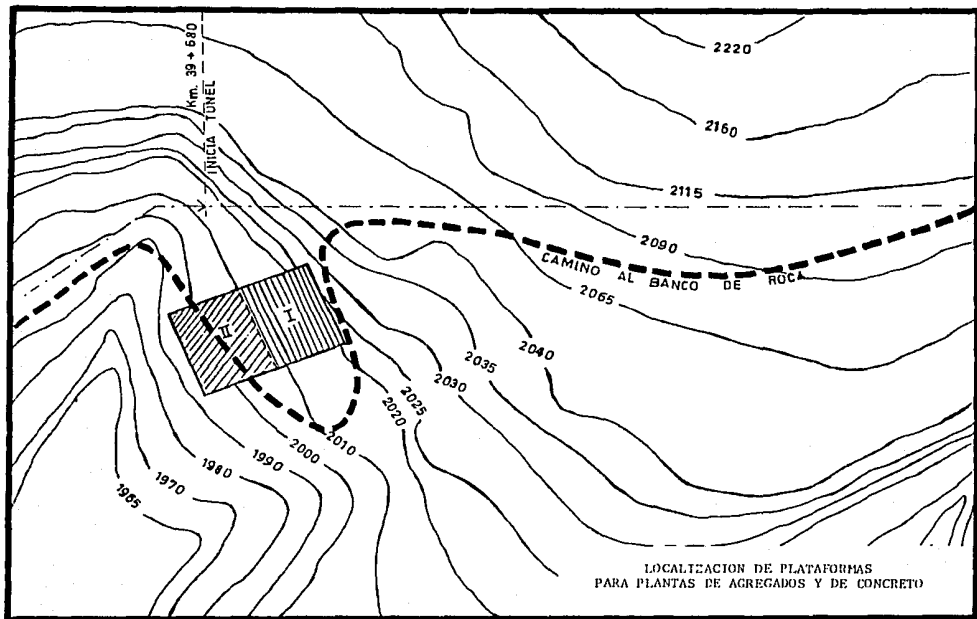 2220
2160
Km. 39+680
INICIA TUNEL
2115
2090
CAMINO AL BANCO DE ROCA
2065
I
II
2040
2035
2030
2025
2020
2010
2000
1990
1980
1970
1965
LOCALIZACION DE PLATAFORMAS
PARA PLANTAS DE AGREGADOS Y DE CONCRETO